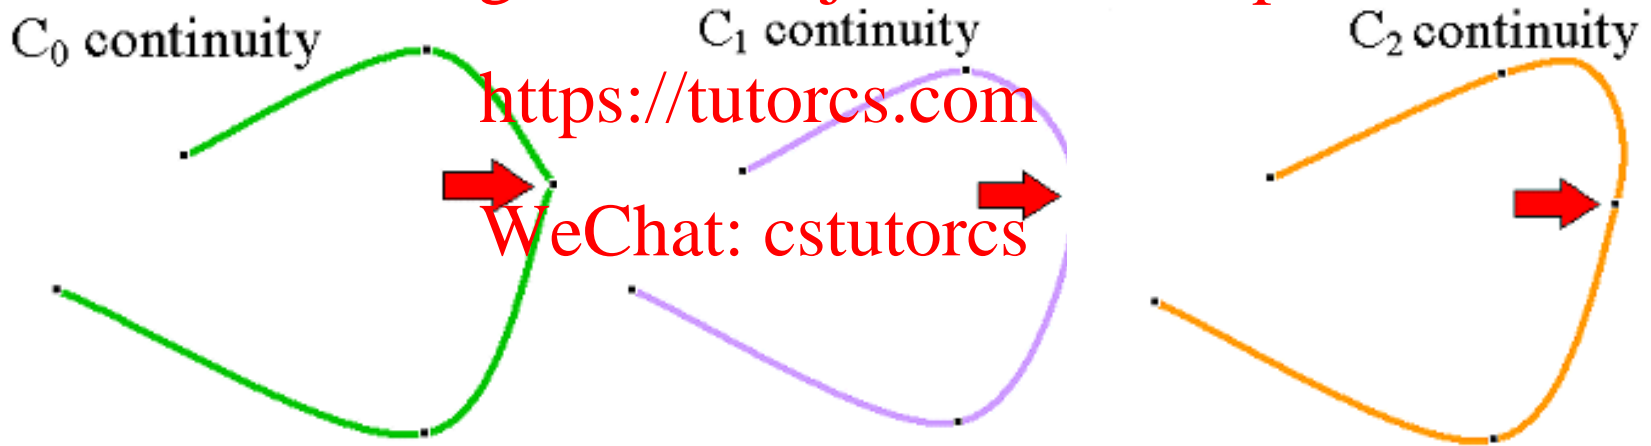 C₀ continuity
C₁ continuity
C₂ continuity
https://tutorcs.com
WeChat: cstutorcs